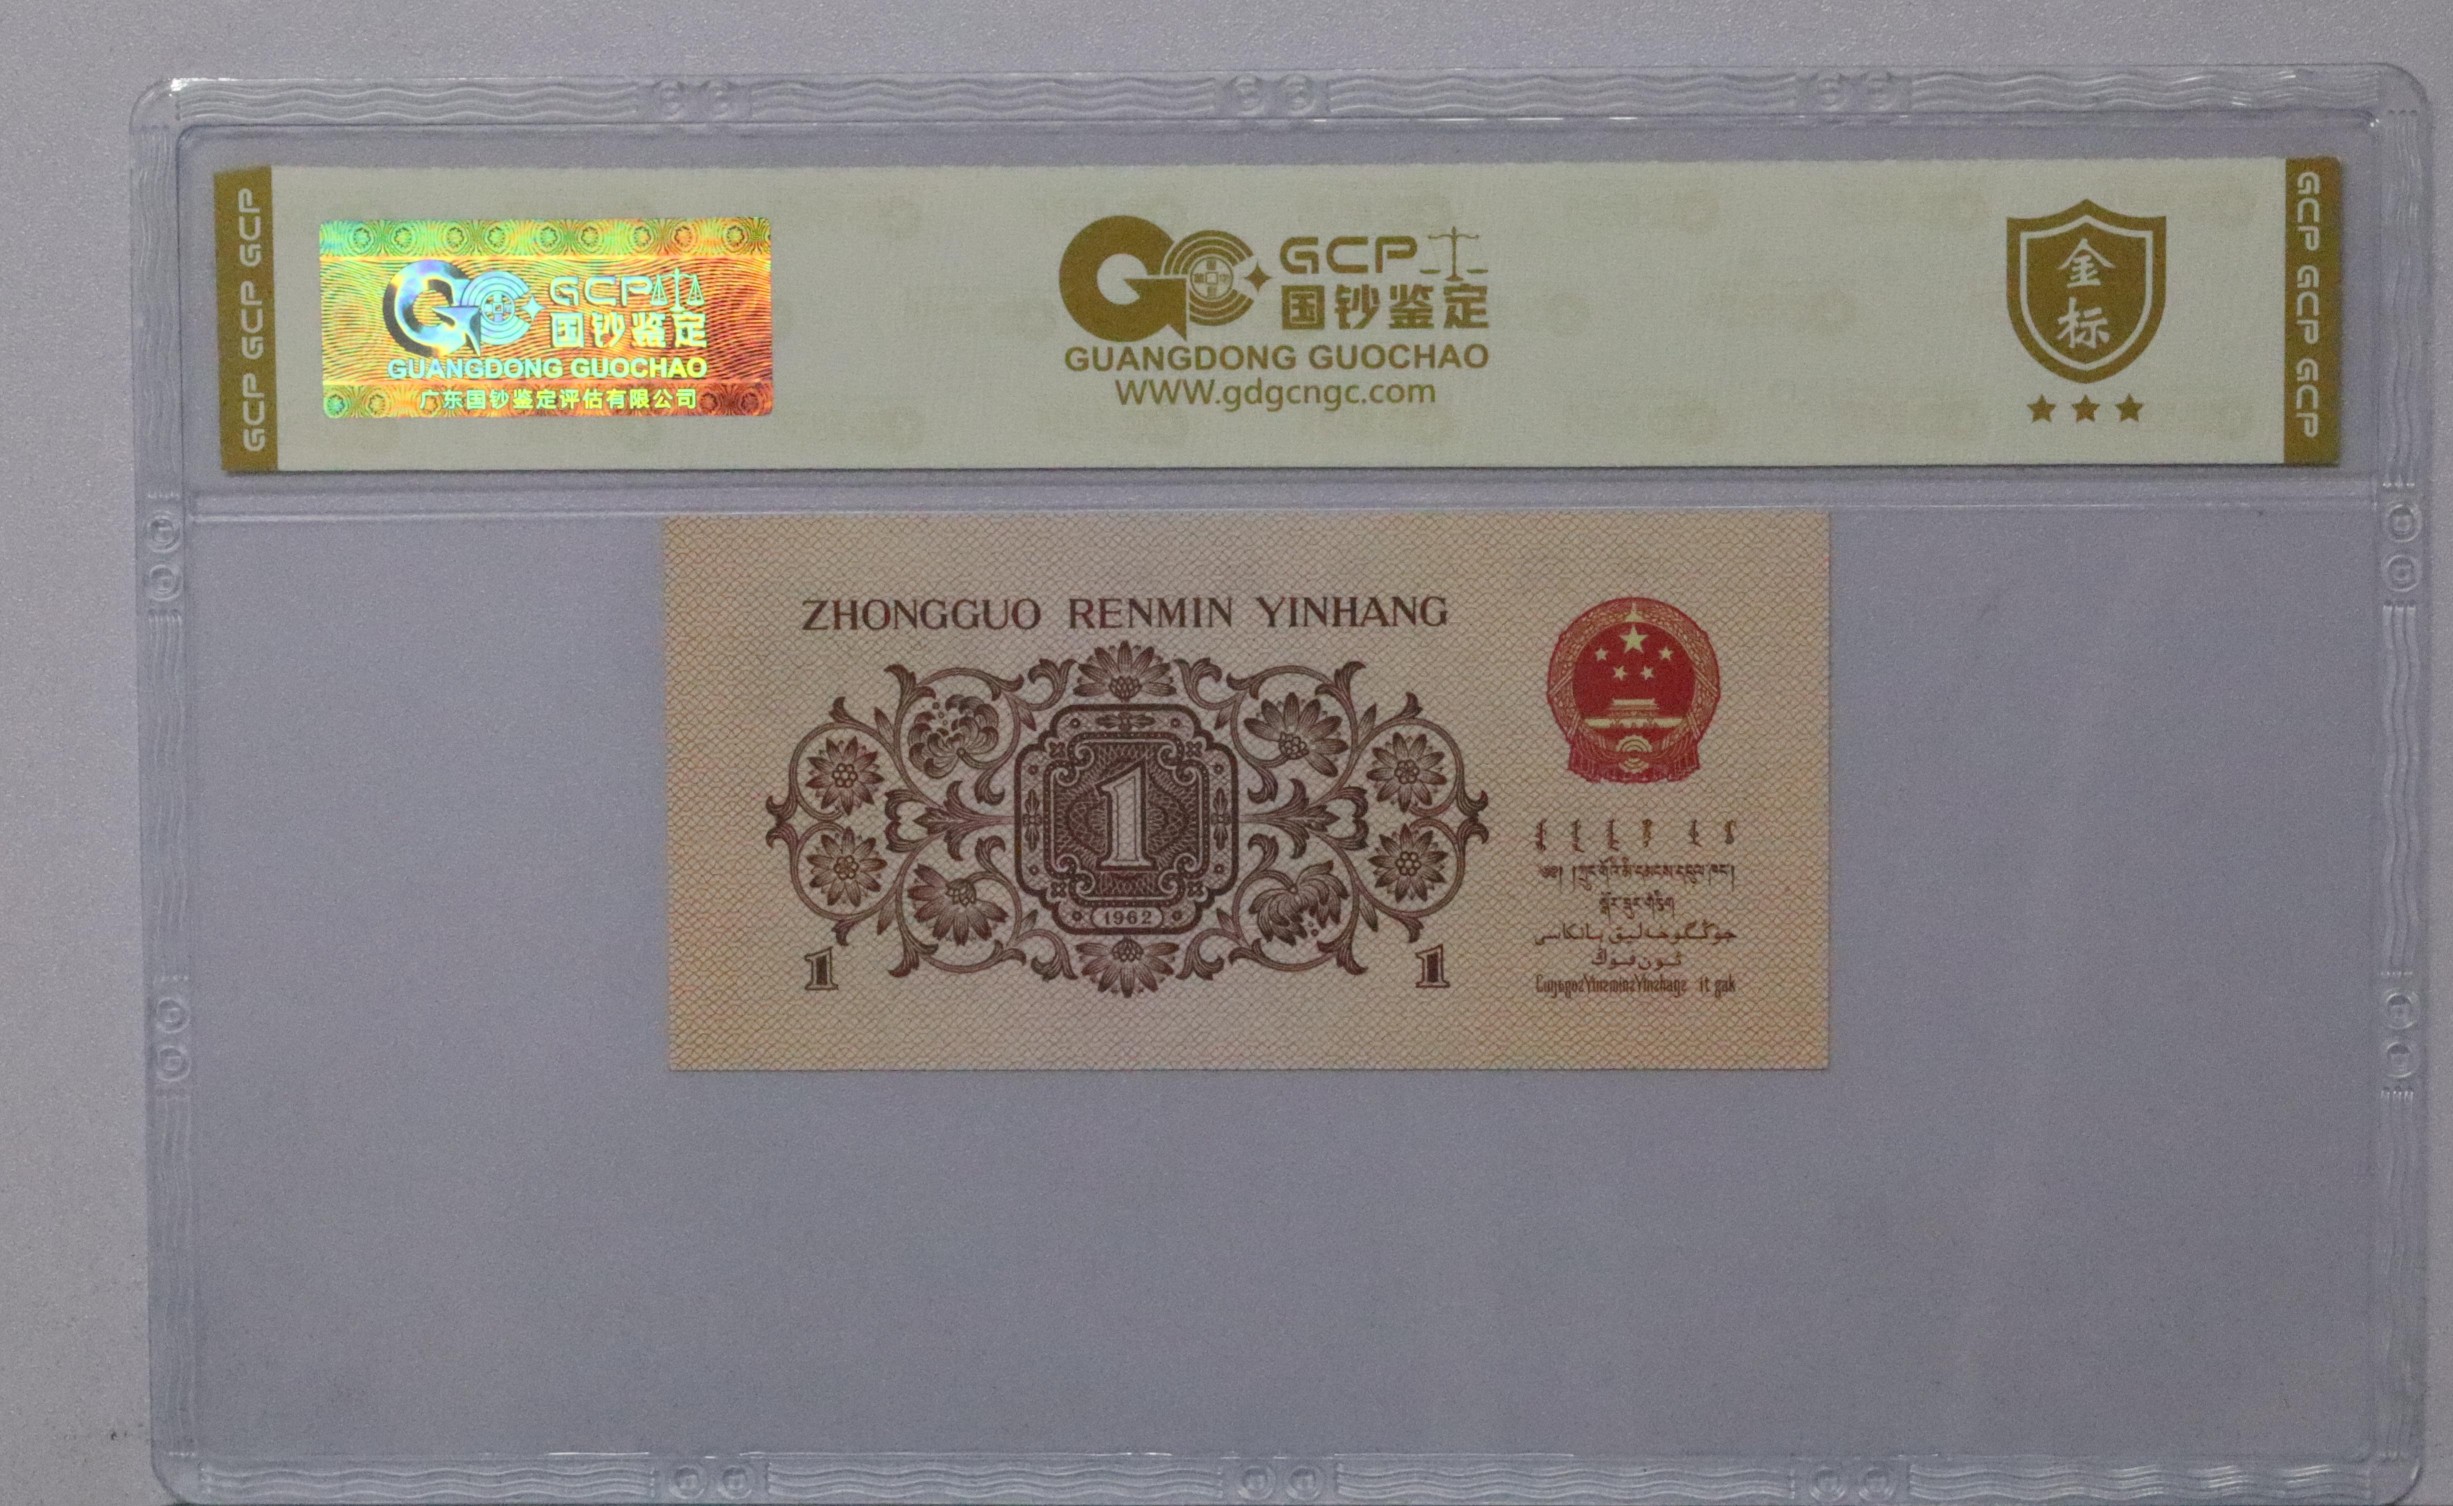 GCP GCP GCP
GCP
国钞鉴定
GUANGDONG GUOCHAO
广东国钞鉴定评估有限公司
GCP
国钞鉴定
GUANGDONG GUOCHAO
WWW.gdgcngc.com
金
标
GCP GCP GCP
ZHONGGUO RENMIN YINHANG
1
1962
1
1